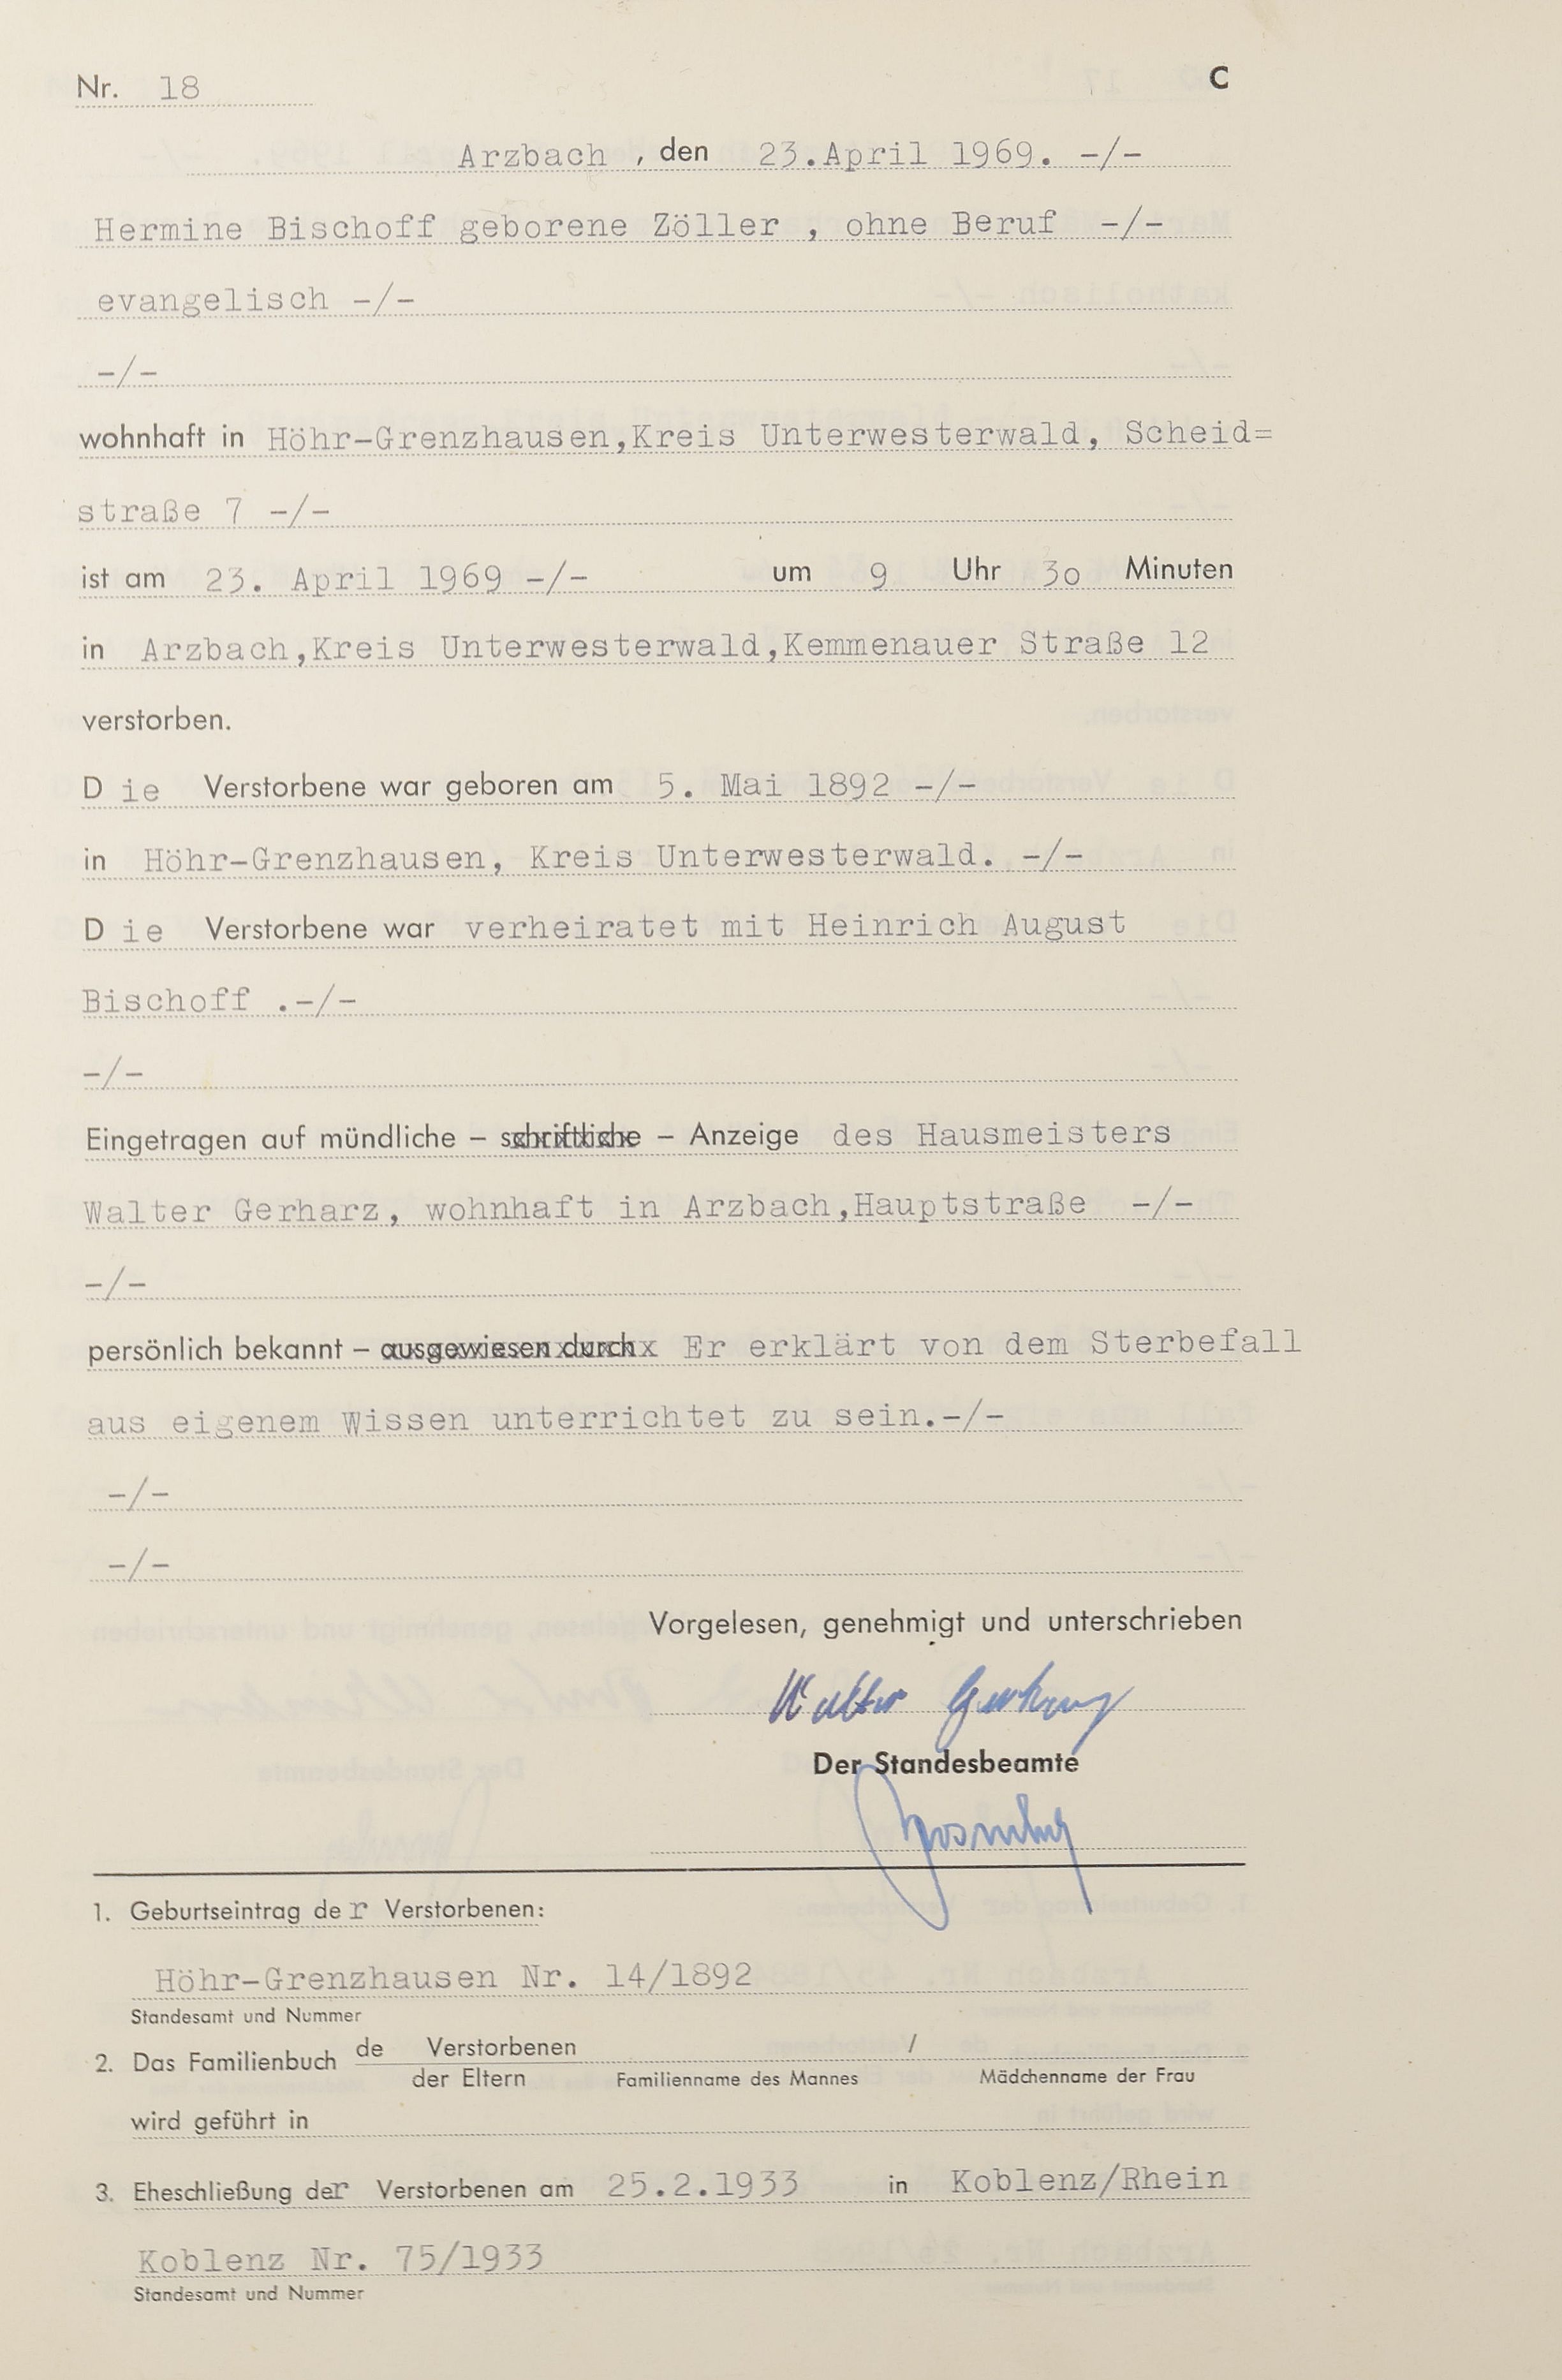 Nr. 18 C
Arzbach , den 23.April 1969. -/-
Hermine Bischoff geborene Zöller , ohne Beruf -/-
evangelisch -/-
-/-
wohnhaft in Höhr-Grenzhausen,Kreis Unterwesterwald, Scheid=
straße 7 -/-
ist am 23. April 1969 -/- um 9 Uhr 30 Minuten
in Arzbach,Kreis Unterwesterwald,Kemmenauer Straße 12
verstorben.
D ie Verstorbene war geboren am 5. Mai 1892 -/-
in Höhr-Grenzhausen, Kreis Unterwesterwald. -/-
D ie Verstorbene war verheiratet mit Heinrich August
Bischoff .-/-
-/-
Eingetragen auf mündliche – schriftliche – Anzeige des Hausmeisters
Walter Gerharz, wohnhaft in Arzbach,Hauptstraße -/-
-/-
persönlich bekannt – ausgewiesen durch Er erklärt von dem Sterbefall
aus eigenem Wissen unterrichtet zu sein.-/-
-/-
-/-
Vorgelesen, genehmigt und unterschrieben
Walter Gerharz
Der Standesbeamte
1. Geburtseintrag der Verstorbenen:
Höhr-Grenzhausen Nr. 14/1892
Standesamt und Nummer
2. Das Familienbuch de Verstorbenen /
der Eltern Familienname des Mannes Mädchenname der Frau
wird geführt in
3. Eheschließung der Verstorbenen am 25.2.1933 in Koblenz/Rhein
Koblenz Nr. 75/1933
Standesamt und Nummer